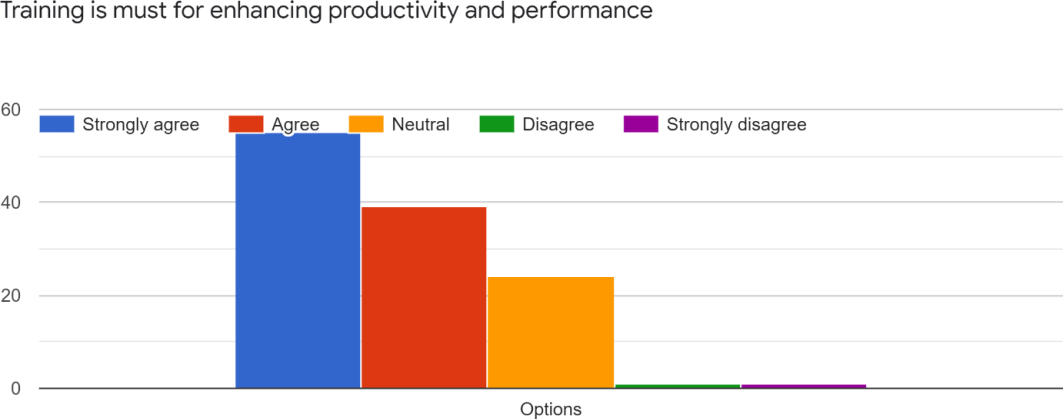 Training is must for enhancing productivity and performance
60
Strongly agree Agree Neutral Disagree Strongly disagree
40
20
0
Options